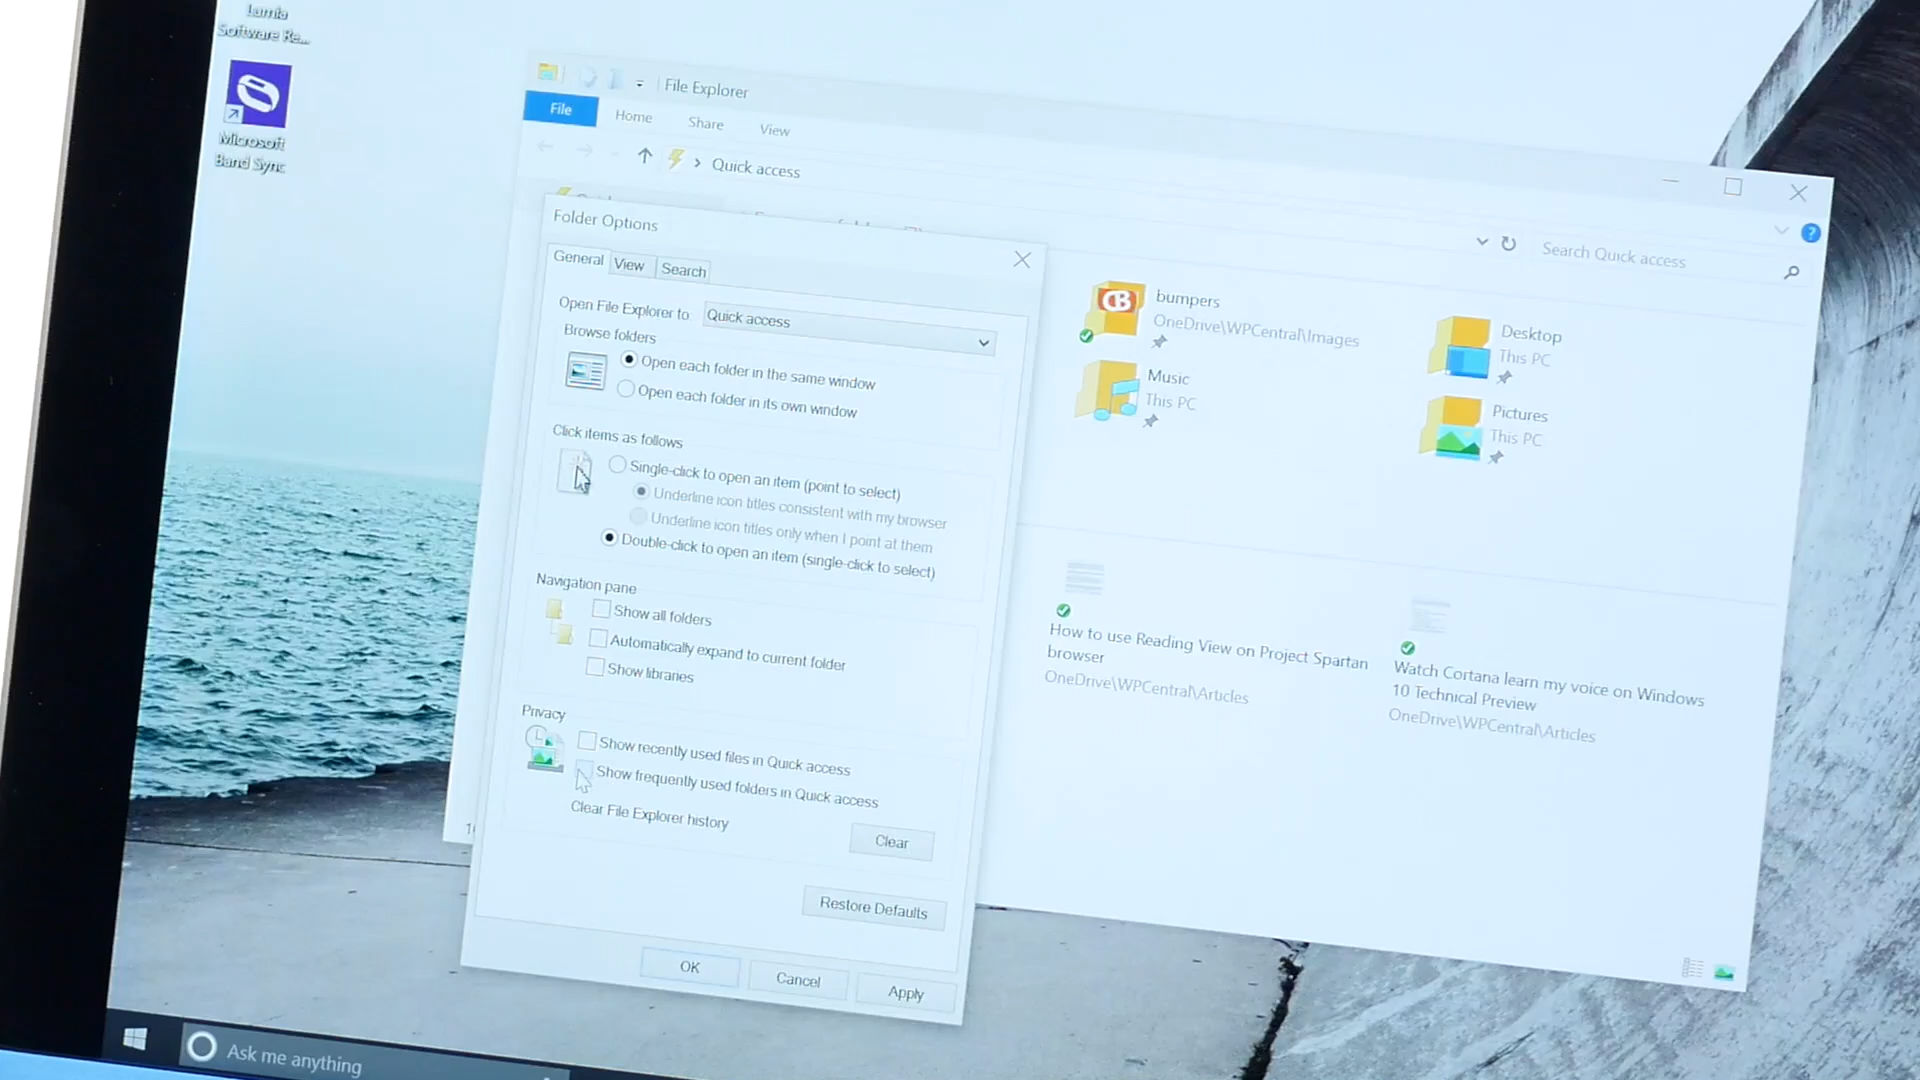 Lumia
Software Re...
Microsoft
Band Sync
File Explorer
File
Home
Share
View
Quick access
Search Quick access
Folder Options
General
View
Search
Open File Explorer to
Quick access
Browse folders
Open each folder in the same window
Open each folder in its own window
Click items as follows
Single-click to open an item (point to select)
Underline icon titles consistent with my browser
Underline icon titles only when I point at them
Double-click to open an item (single-click to select)
Navigation pane
Show all folders
Automatically expand to current folder
Show libraries
Privacy
Show recently used files in Quick access
Show frequently used folders in Quick access
Clear File Explorer history
Clear
Restore Defaults
OK
Cancel
Apply
bumpers
OneDrive\WPCentral\Images
Desktop
This PC
Music
This PC
Pictures
This PC
How to use Reading View on Project Spartan
browser
OneDrive\WPCentral\Articles
Watch Cortana learn my voice on Windows
10 Technical Preview
OneDrive\WPCentral\Articles
Ask me anything